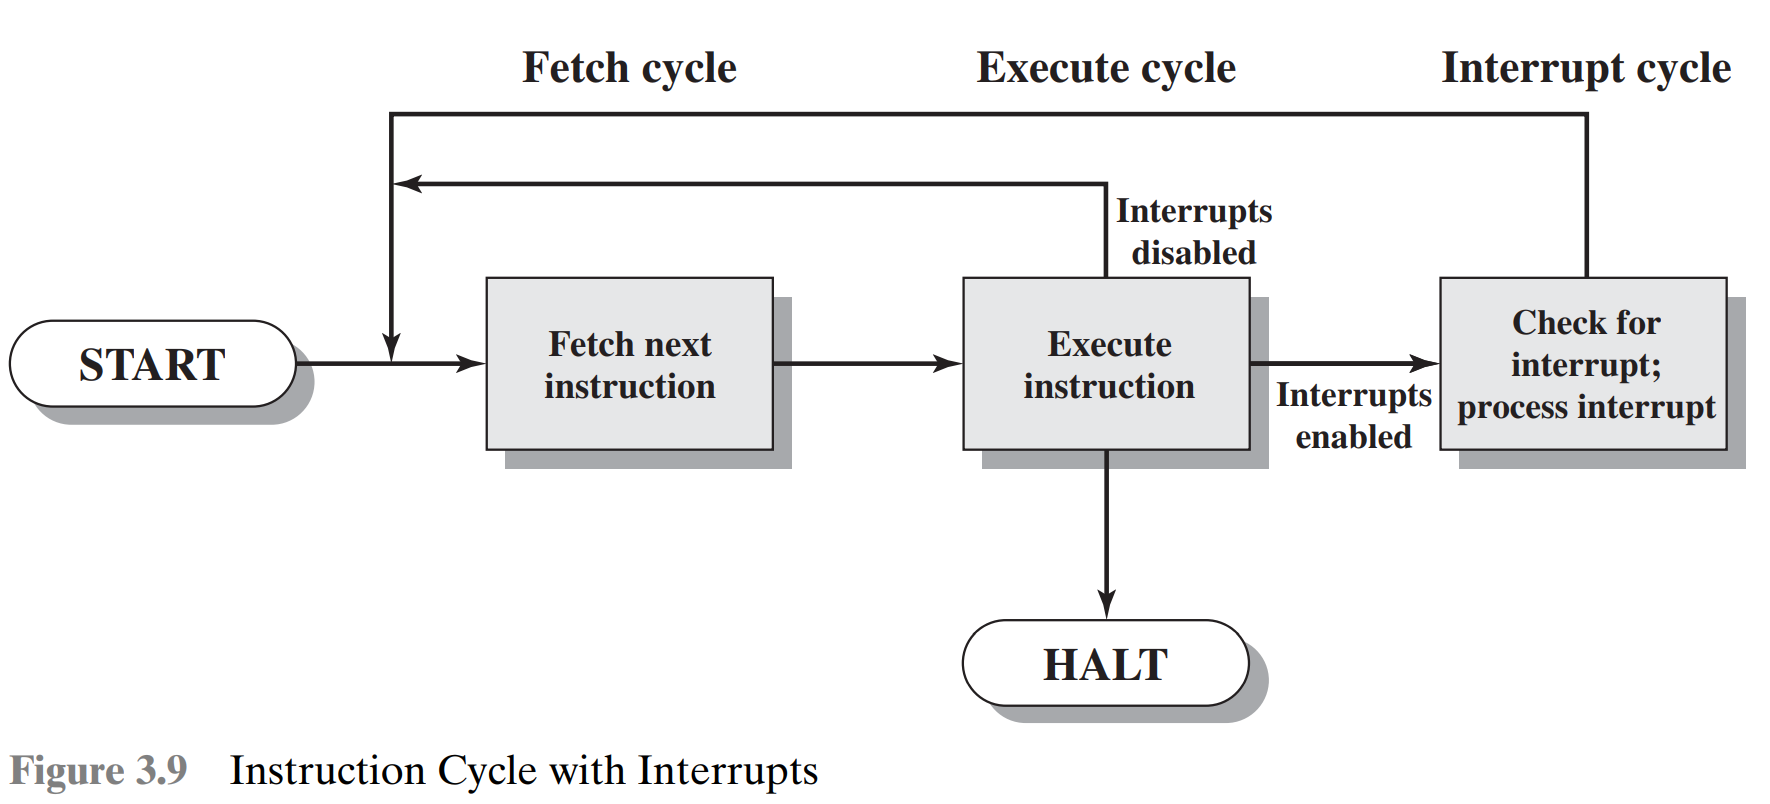 Fetch cycle
Execute cycle
Interrupt cycle
Interrupts
disabled
START
Fetch next
instruction
Execute
instruction
Interrupts
enabled
Check for
interrupt;
process interrupt
HALT
Figure 3.9 Instruction Cycle with Interrupts